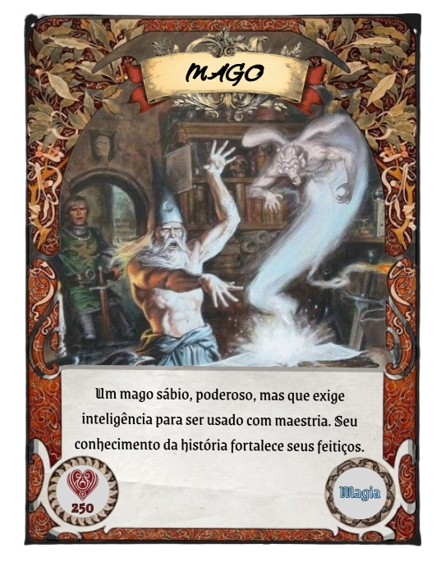 MAGO
Um mago sábio, poderoso, mas que exige
inteligência para ser usado com maestria. Seu
conhecimento da história fortalece seus feitiços.
250
Magia